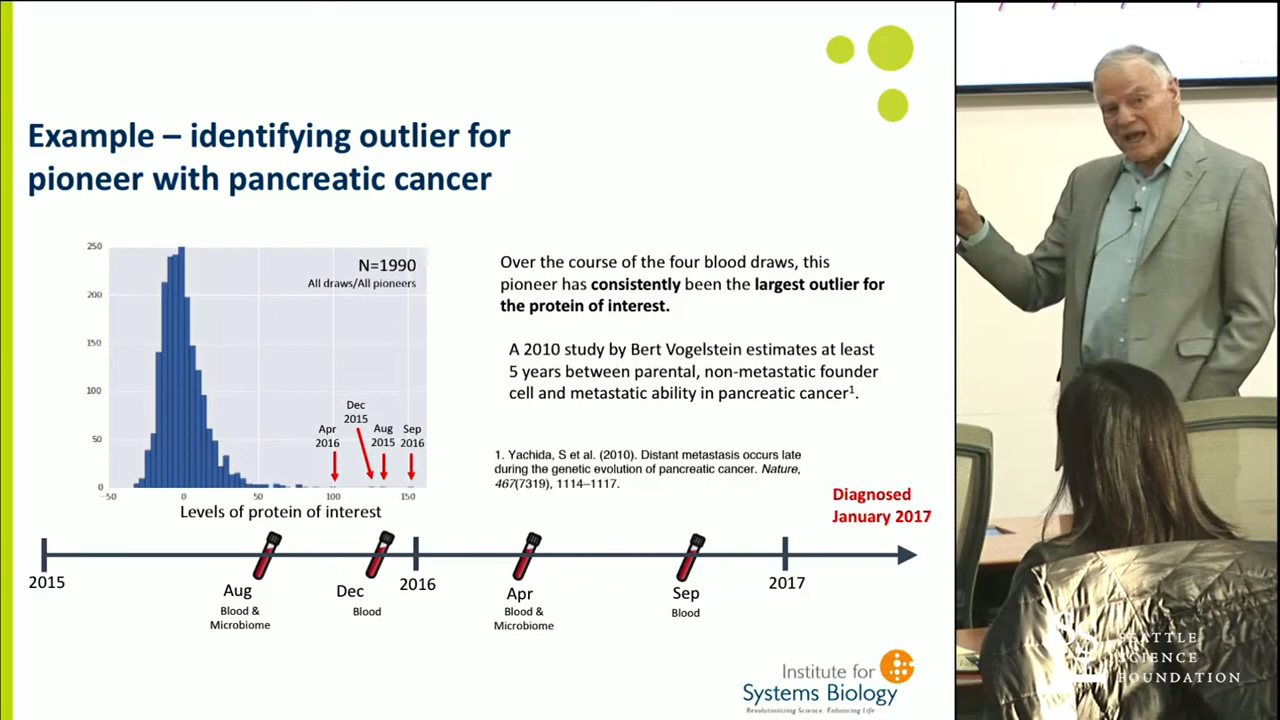 Example – identifying outlier for
pioneer with pancreatic cancer
250
200
150
100
50
0
N=1990
All draws/All pioneers
Apr
2016
Dec
2015
Aug
2015
Sep
2016
−50
0
50
100
150
Levels of protein of interest
Over the course of the four blood draws, this
pioneer has consistently been the largest outlier for
the protein of interest.
A 2010 study by Bert Vogelstein estimates at least
5 years between parental, non-metastatic founder
cell and metastatic ability in pancreatic cancer1.
1. Yachida, S et al. (2010). Distant metastasis occurs late
during the genetic evolution of pancreatic cancer. Nature,
467(7319), 1114–1117.
Diagnosed
January 2017
2015
2016
2017
Aug
Blood &
Microbiome
Dec
Blood
Apr
Blood &
Microbiome
Sep
Blood
Institute for
Systems Biology
Revolutionizing Science. Enhancing Life
SEATTLE
SCIENCE
FOUNDATION